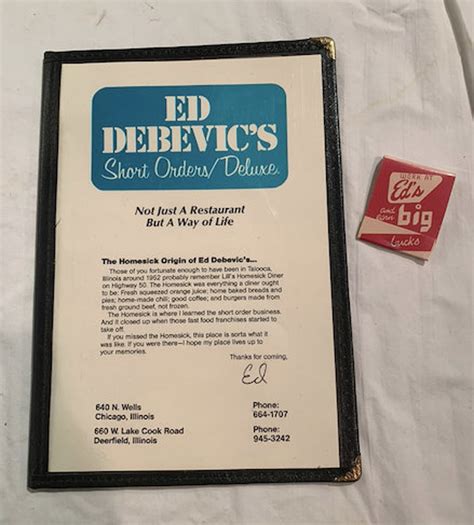 ED
DEBEVIC'S
Short Orders/Deluxe.
Not Just A Restaurant
But A Way of Life
The Homesick Origin of Ed Debevic's...
Those of you fortunate enough to have been in Talooca,
Illinois around 1952 probably remember Lill's Homesick Diner
on Highway 50. The Homesick was everything a diner ought
to be: Fresh squeezed orange juice; home baked breads and
pies; home-made chili; good coffee; and burgers made from
fresh ground beef, not frozen.
The Homesick is where I learned the short order business.
And it closed up when those fast food franchises started to
take off.
If you missed the Homesick, this place is sorta what it
was like. If you were there—I hope my place lives up to
your memories.
Thanks for coming,
Ed
640 N. Wells
Chicago, Illinois
Phone:
664-1707
660 W. Lake Cook Road
Deerfield, Illinois
Phone:
945-3242
WORK AT
Ed's
and earn big
bucks